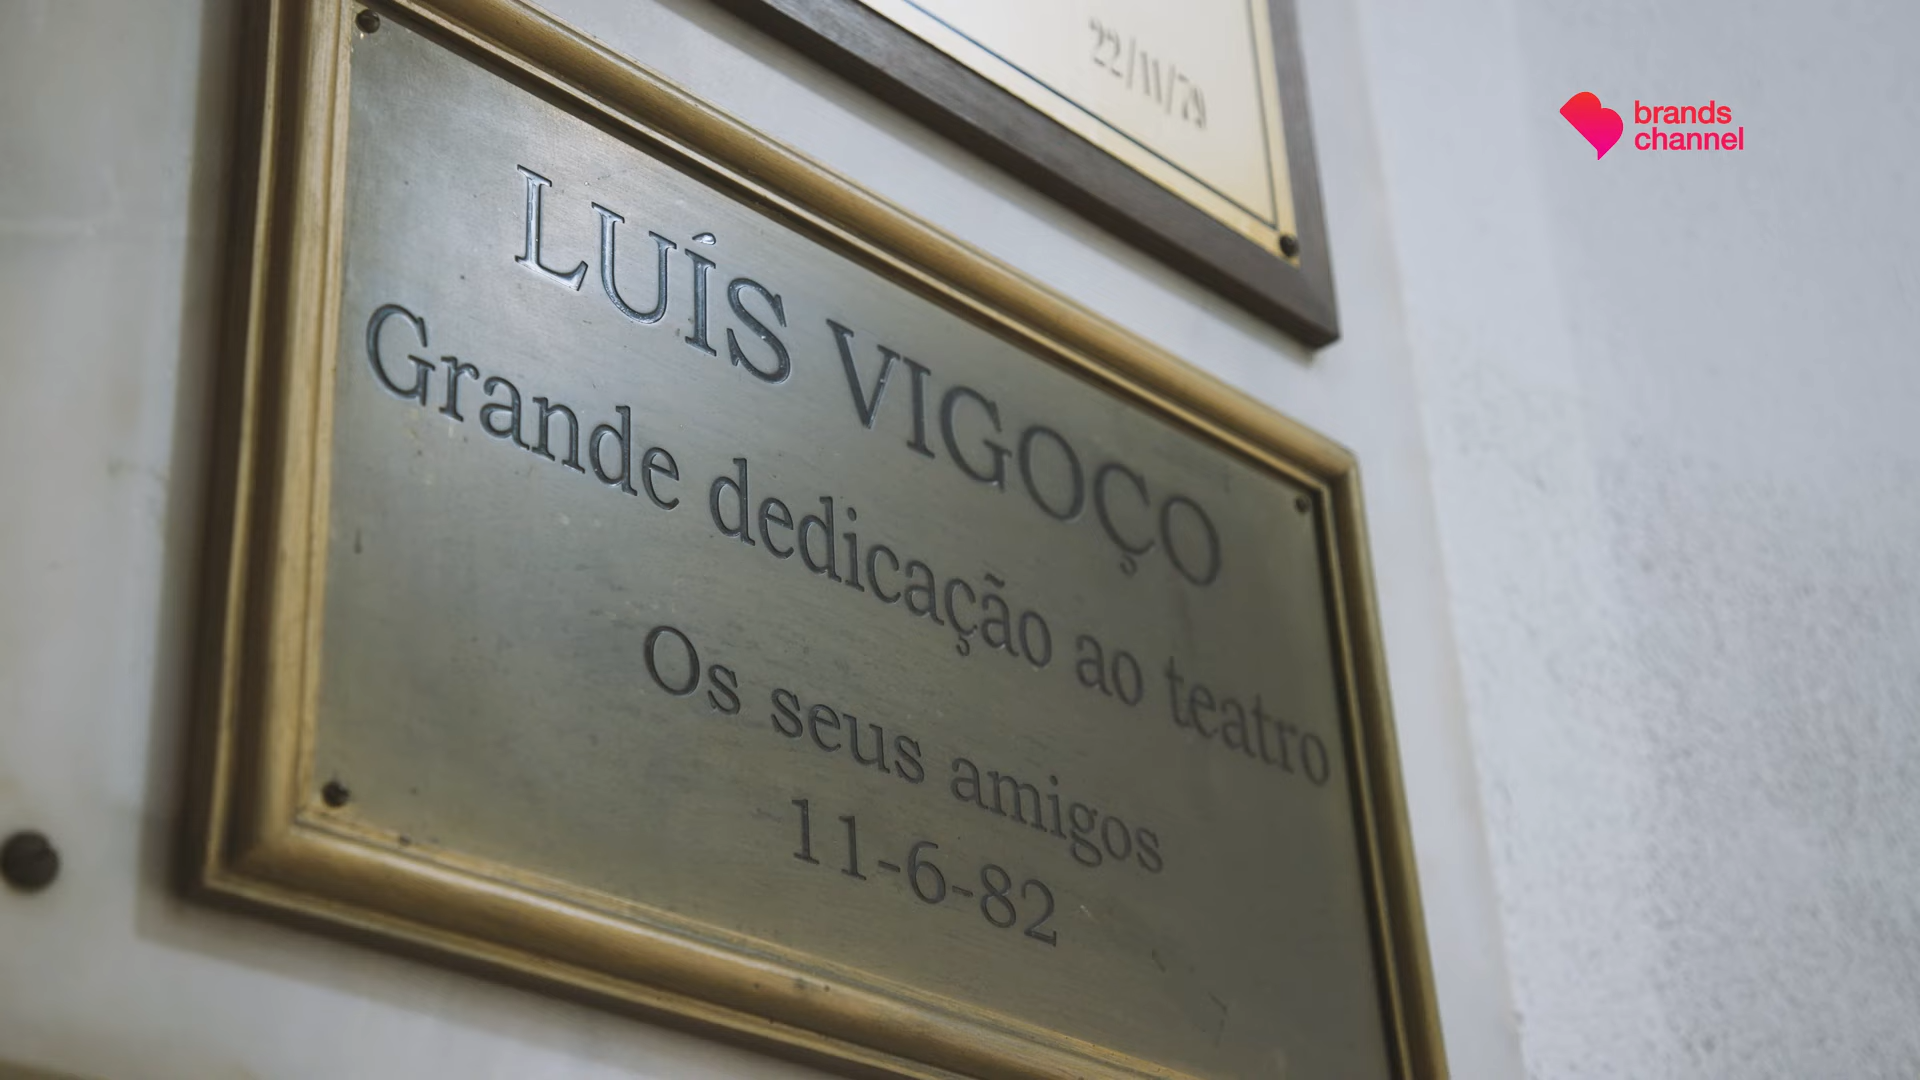 22/11/79
brands
channel
LUÍS VIGOÇO
Grande dedicação ao teatro
Os seus amigos
11-6-82